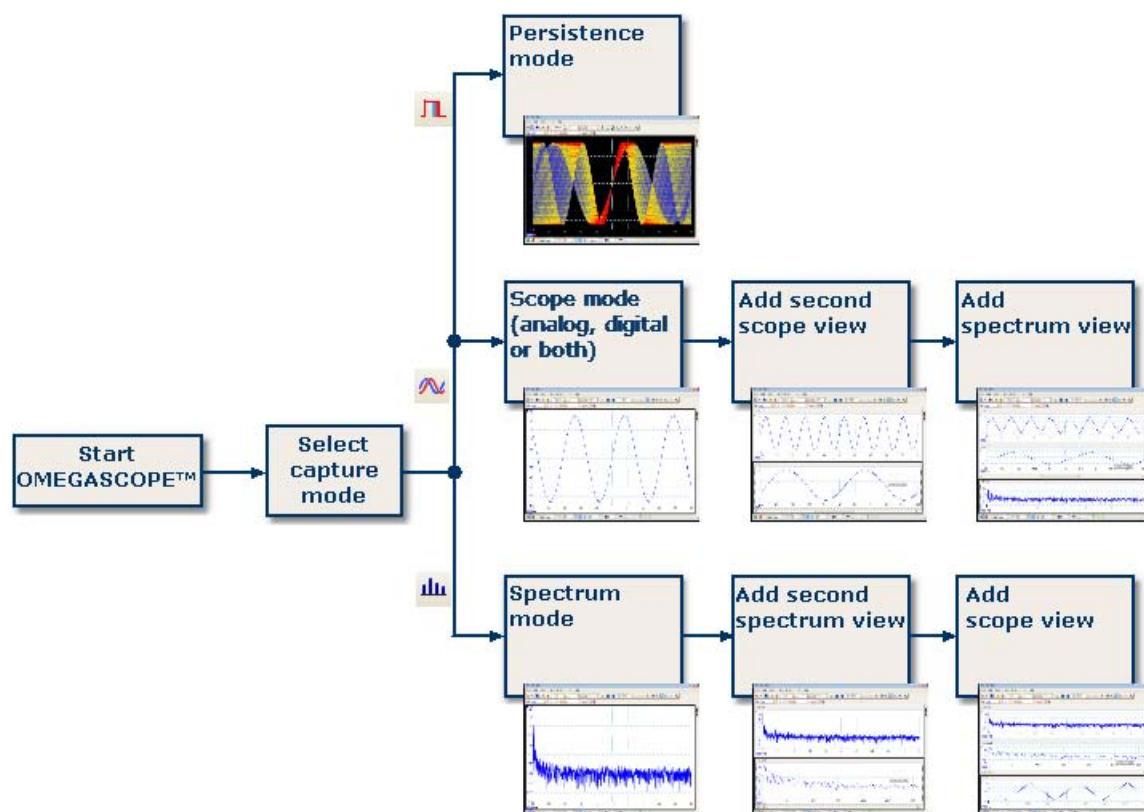 Persistence
mode
Scope mode
(analog, digital
or both)
Add second
scope view
Add
spectrum view
Start
OMEGASCOPE™
Select
capture
mode
Spectrum
mode
Add second
spectrum view
Add
scope view